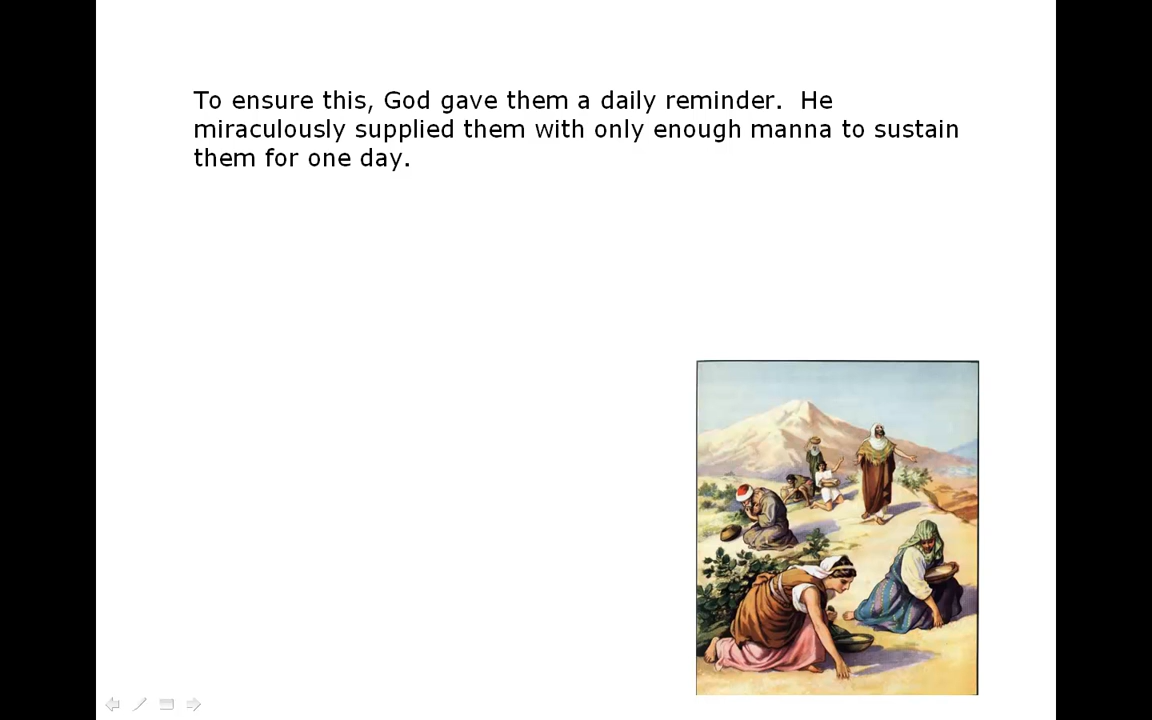 To ensure this, God gave them a daily reminder.  He
miraculously supplied them with only enough manna to sustain
them for one day.